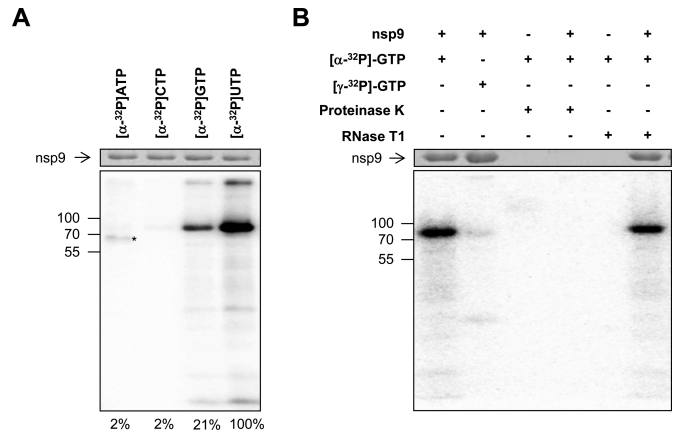 A
[α-³²P]ATP
[α-³²P]CTP
[α-³²P]GTP
[α-³²P]UTP
nsp9 →
100
70
55
*
2% 2% 21% 100%
B
nsp9 + + - + - +
[α-³²P]-GTP + - + + + +
[γ-³²P]-GTP - + - - - -
Proteinase K - - + + - -
RNase T1 - - - - + +
nsp9 →
100
70
55